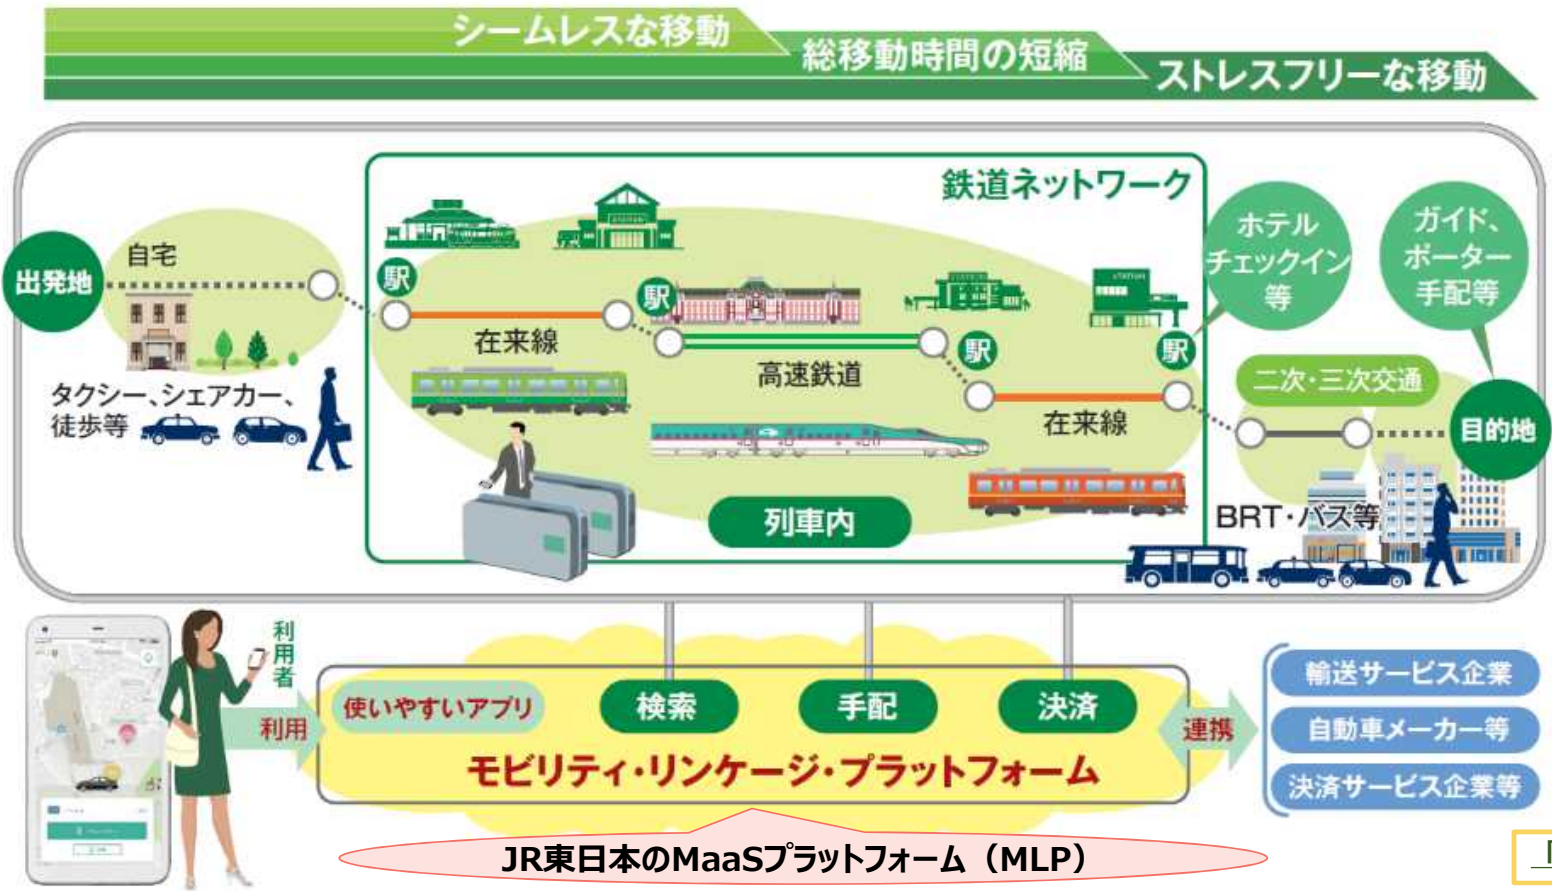 シームレスな移動
総移動時間の短縮
ストレスフリーな移動
鉄道ネットワーク
出発地
自宅
タクシー、シェアカー、
徒歩等
駅
在来線
駅
高速鉄道
駅
在来線
駅
列車内
ホテル
チェックイン
等
ガイド、
ポーター
手配等
二次・三次交通
目的地
BRT・バス等
STATION
利用者
利用
使いやすいアプリ
検索
手配
決済
モビリティ・リンケージ・プラットフォーム
連携
輸送サービス企業
自動車メーカー等
決済サービス企業等
JR東日本のMaaSプラットフォーム（MLP）